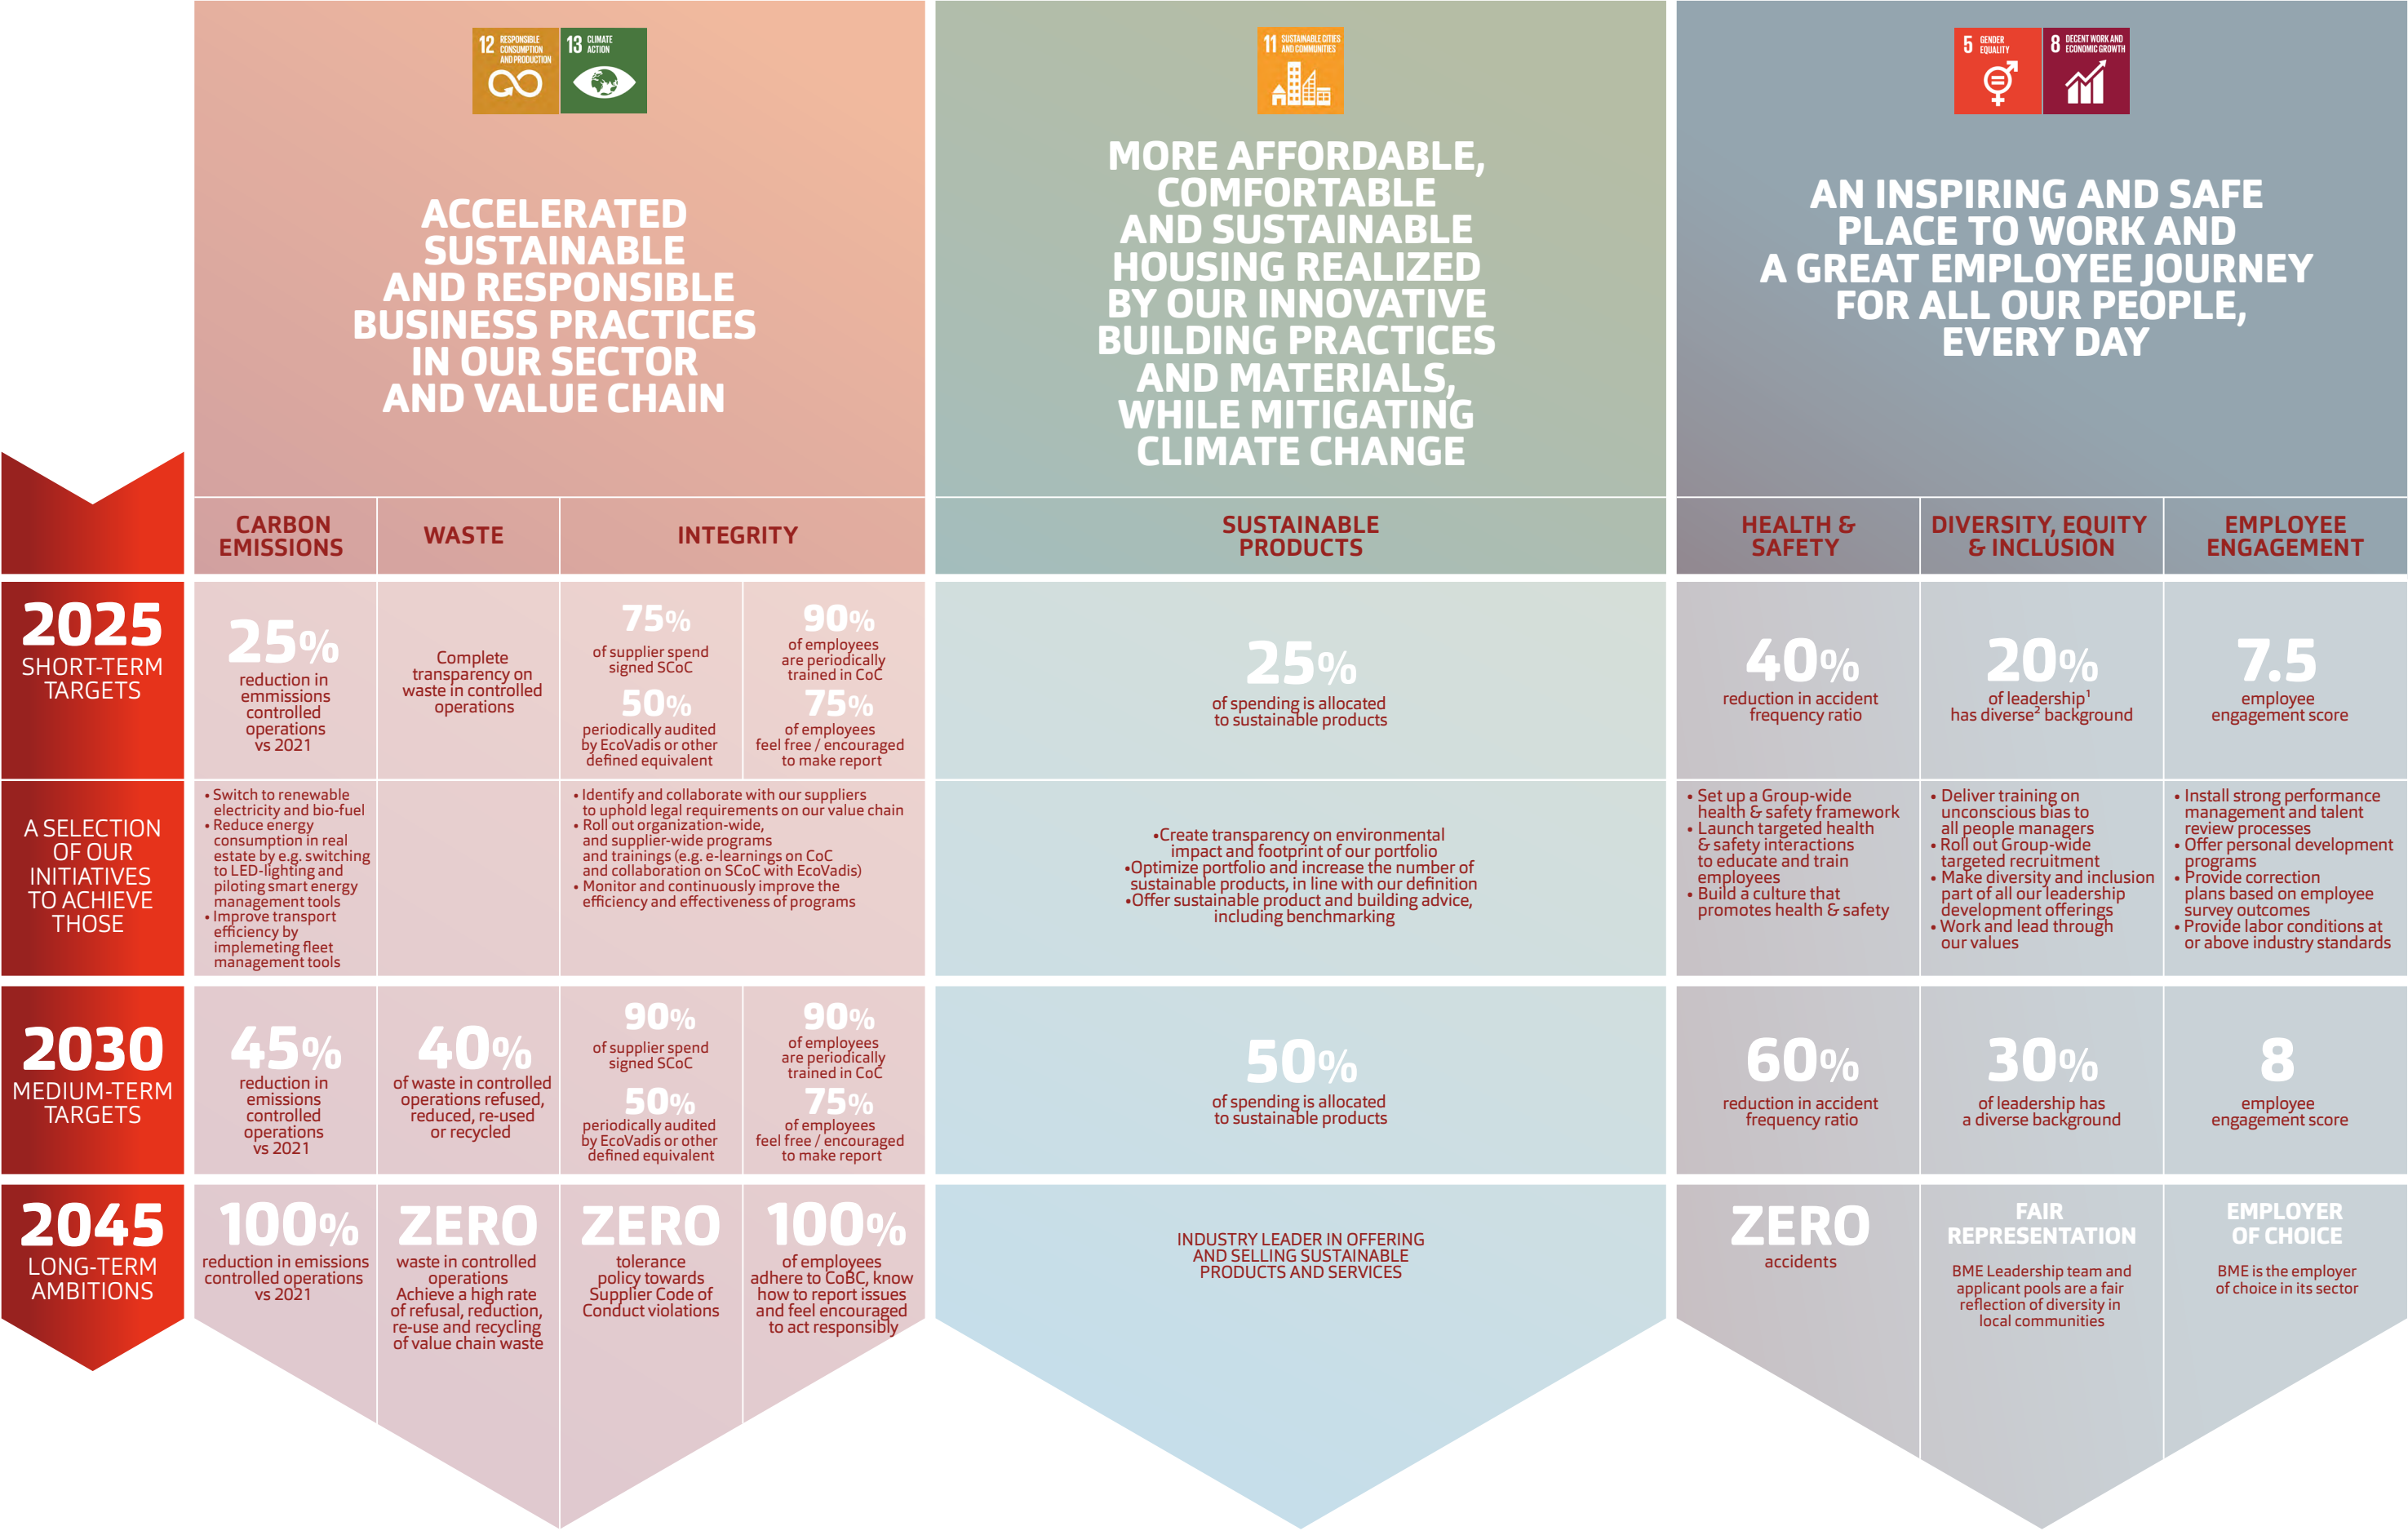 12 RESPONSIBLE
CONSUMPTION
AND PRODUCTION
13 CLIMATE
ACTION
ACCELERATED
SUSTAINABLE
AND RESPONSIBLE
BUSINESS PRACTICES
IN OUR SECTOR
AND VALUE CHAIN
11 SUSTAINABLE CITIES
AND COMMUNITIES
MORE AFFORDABLE,
COMFORTABLE
AND SUSTAINABLE
HOUSING REALIZED
BY OUR INNOVATIVE
BUILDING PRACTICES
AND MATERIALS,
WHILE MITIGATING
CLIMATE CHANGE
5 GENDER
EQUALITY
8 DECENT WORK AND
ECONOMIC GROWTH
AN INSPIRING AND SAFE
PLACE TO WORK AND
A GREAT EMPLOYEE JOURNEY
FOR ALL OUR PEOPLE,
EVERY DAY
CARBON
EMISSIONS
WASTE
INTEGRITY
SUSTAINABLE
PRODUCTS
HEALTH &
SAFETY
DIVERSITY, EQUITY
& INCLUSION
EMPLOYEE
ENGAGEMENT
2025
SHORT-TERM
TARGETS
25%
reduction in
emmissions
controlled
operations
vs 2021
Complete
transparency on
waste in controlled
operations
75%
of supplier spend
signed SCoC
50%
periodically audited
by EcoVadis or other
defined equivalent
90%
of employees
are periodically
trained in CoC
75%
of employees
feel free / encouraged
to make report
25%
of spending is allocated
to sustainable products
40%
reduction in accident
frequency ratio
20%
of leadership¹
has diverse² background
7.5
employee
engagement score
A SELECTION
OF OUR
INITIATIVES
TO ACHIEVE
THOSE
• Switch to renewable
electricity and bio-fuel
• Reduce energy
consumption in real
estate by e.g. switching
to LED-lighting and
piloting smart energy
management tools
• Improve transport
efficiency by
implemeting fleet
management tools
• Identify and collaborate with our suppliers
to uphold legal requirements on our value chain
• Roll out organization-wide,
and supplier-wide programs
and trainings (e.g. e-learnings on CoC
and collaboration on SCoC with EcoVadis)
• Monitor and continuously improve the
efficiency and effectiveness of programs
•Create transparency on environmental
impact and footprint of our portfolio
•Optimize portfolio and increase the number of
sustainable products, in line with our definition
•Offer sustainable product and building advice,
including benchmarking
• Set up a Group-wide
health & safety framework
• Launch targeted health
& safety interactions
to educate and train
employees
• Build a culture that
promotes health & safety
• Deliver training on
unconscious bias to
all people managers
• Roll out Group-wide
targeted recruitment
• Make diversity and inclusion
part of all our leadership
development offerings
• Work and lead through
our values
• Install strong performance
management and talent
review processes
• Offer personal development
programs
• Provide correction
plans based on employee
survey outcomes
• Provide labor conditions at
or above industry standards
2030
MEDIUM-TERM
TARGETS
45%
reduction in
emissions
controlled
operations
vs 2021
40%
of waste in controlled
operations refused,
reduced, re-used
or recycled
90%
of supplier spend
signed SCoC
50%
periodically audited
by EcoVadis or other
defined equivalent
90%
of employees
are periodically
trained in CoC
75%
of employees
feel free / encouraged
to make report
50%
of spending is allocated
to sustainable products
60%
reduction in accident
frequency ratio
30%
of leadership has
a diverse background
8
employee
engagement score
2045
LONG-TERM
AMBITIONS
100%
reduction in emissions
controlled operations
vs 2021
ZERO
waste in controlled
operations
Achieve a high rate
of refusal, reduction,
re-use and recycling
of value chain waste
ZERO
tolerance
policy towards
Supplier Code of
Conduct violations
100%
of employees
adhere to CoBC, know
how to report issues
and feel encouraged
to act responsibly
INDUSTRY LEADER IN OFFERING
AND SELLING SUSTAINABLE
PRODUCTS AND SERVICES
ZERO
accidents
FAIR
REPRESENTATION
BME Leadership team and
applicant pools are a fair
reflection of diversity in
local communities
EMPLOYER
OF CHOICE
BME is the employer
of choice in its sector